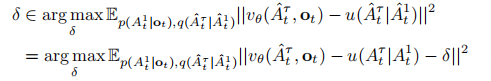 δ ∈ arg max_δ 𝔼_{p(A_t^1|o_t),q(Â_t^τ|Â_t^1)} ||v_θ(Â_t^τ, o_t) − u(Â_t^τ|Â_t^1)||²
= arg max_δ 𝔼_{p(A_t^1|o_t),q(Â_t^τ|Â_t^1)} ||v_θ(Â_t^τ, o_t) − u(A_t^τ|A_t^1) − δ||²